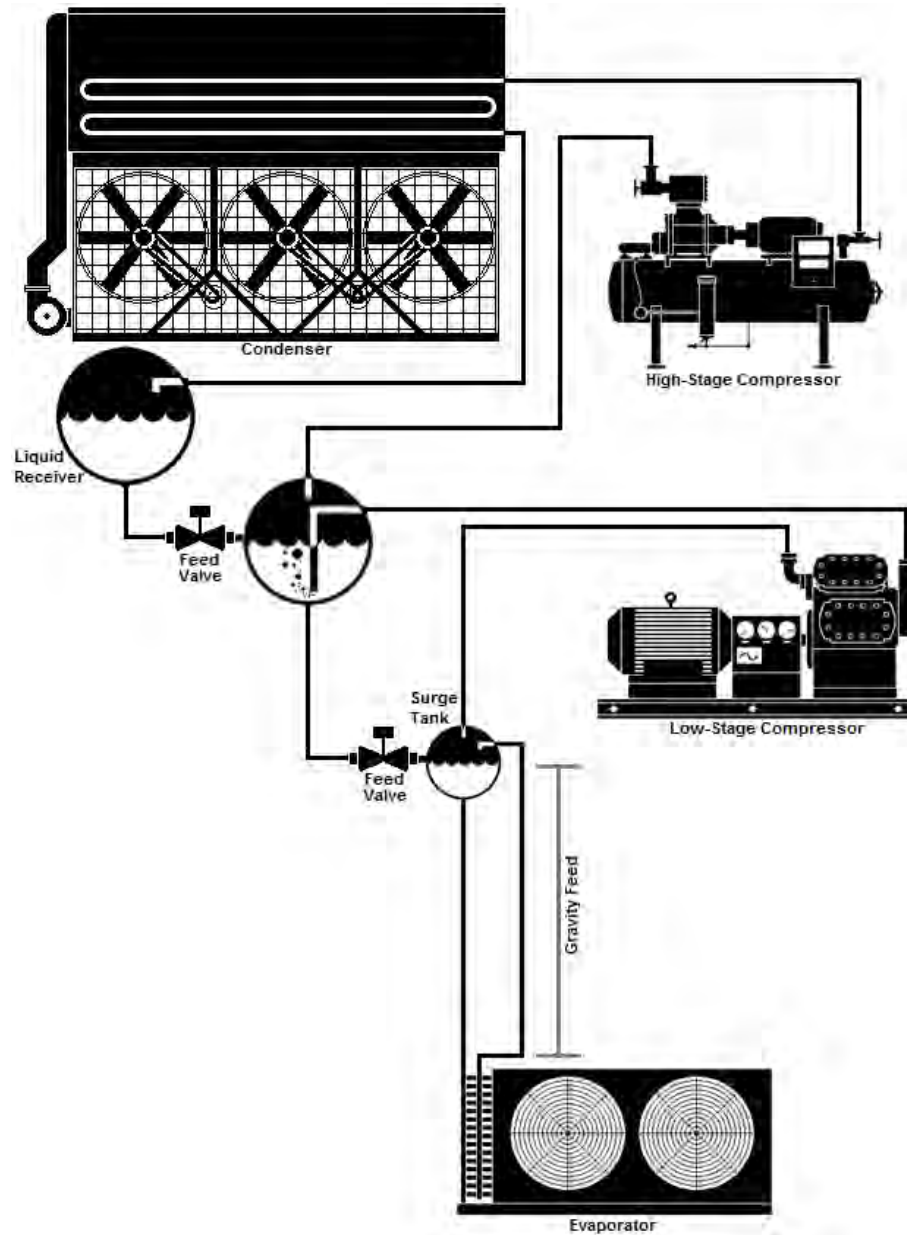 Condenser
High-Stage Compressor
Liquid
Receiver
Feed
Valve
Surge
Tank
Low-Stage Compressor
Feed
Valve
Gravity Feed
Evaporator